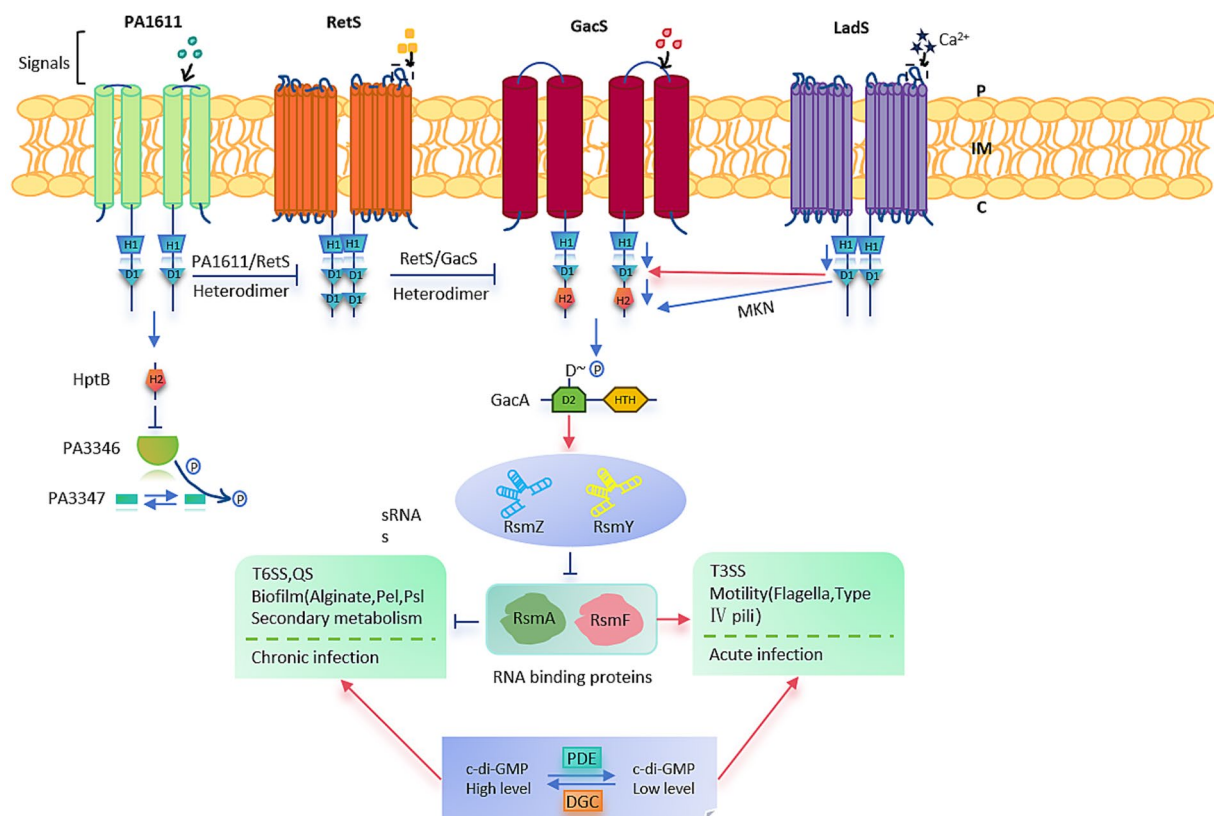 PA1611
RetS
GacS
LadS
Signals
Ca²⁺
P
IM
C
H1
H1
H1
H1
H1
H1
H1
H1
D1
D1
D1
D1
D1
D1
D1
D1
D1
D1
H2
H2
PA1611/RetS
Heterodimer
RetS/GacS
Heterodimer
MKN
HptB
H2
D~
P
GacA
D2
HTH
PA3346
P
PA3347
P
RsmZ
RsmY
sRNA
s
T6SS,QS
Biofilm(Alginate,Pel,Psl
Secondary metabolism
Chronic infection
RsmA
RsmF
RNA binding proteins
T3SS
Motility(Flagella,Type
Ⅳ pili)
Acute infection
c-di-GMP
High level
PDE
DGC
c-di-GMP
Low level